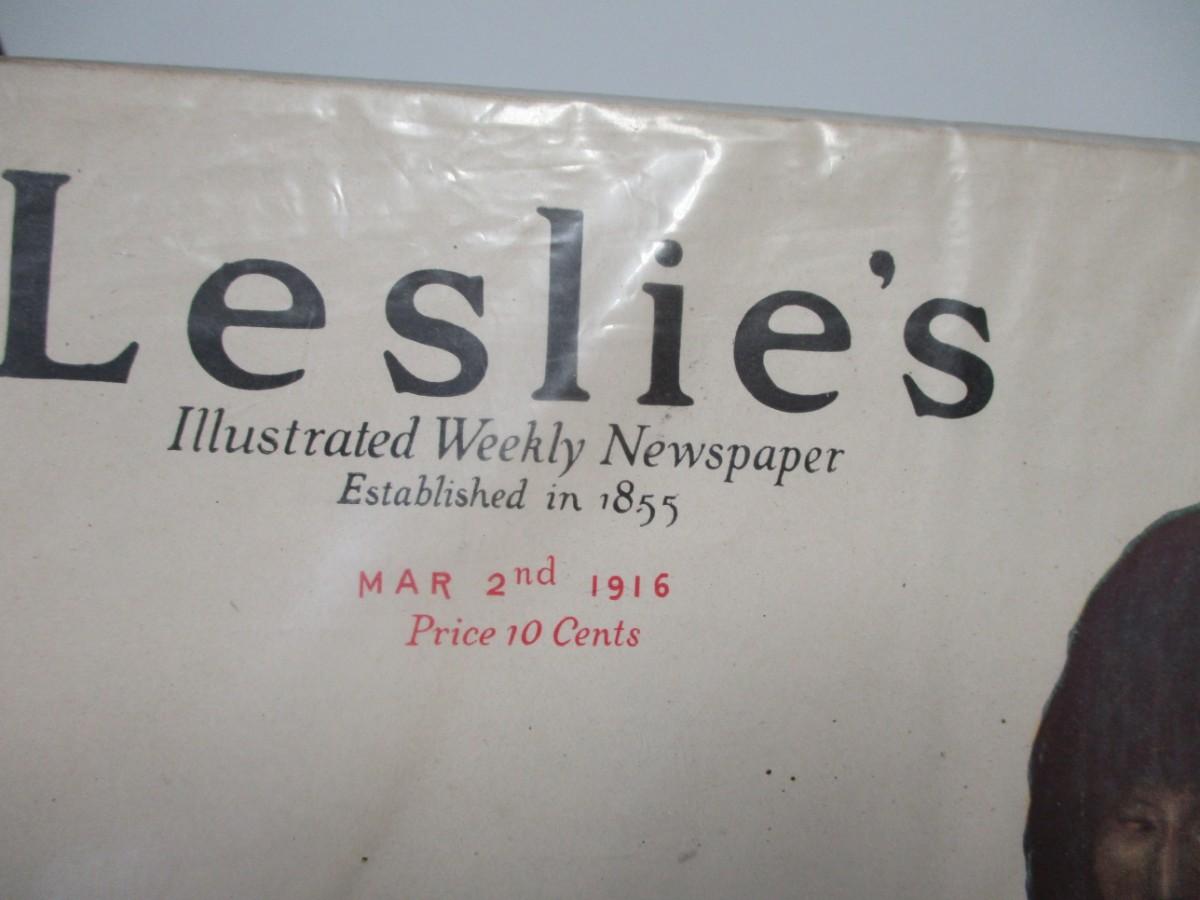 Leslie's
Illustrated Weekly Newspaper
Established in 1855
MAR 2nd 1916
Price 10 Cents